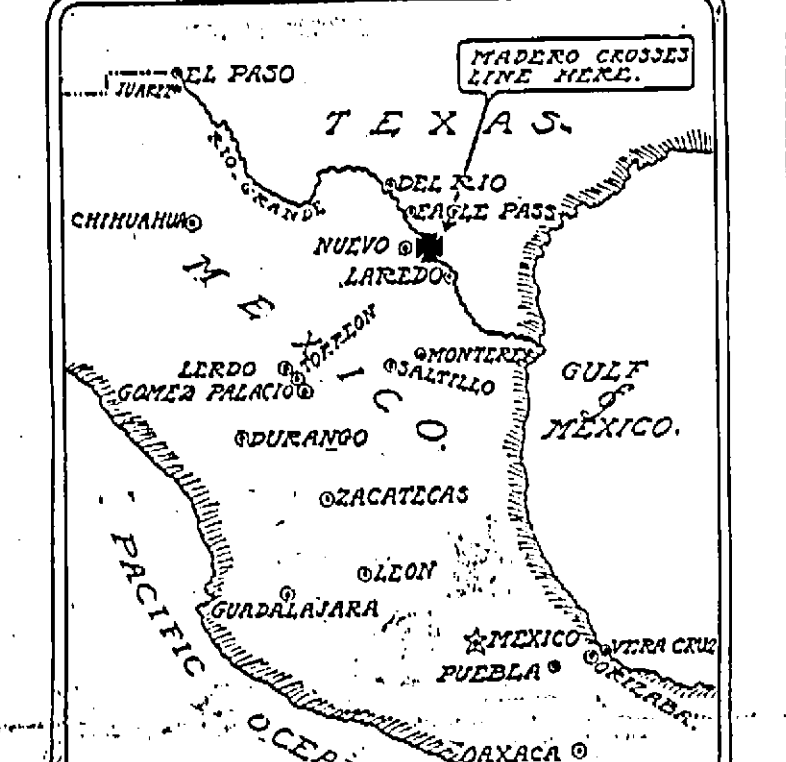 MADERO CROSSES
LINE HERE.
EL PASO
JUAREZ
TEXAS.
RIO-GRANDE
DEL RIO
EAGLE PASS
CHIHUAHUA
NUEVO
LAREDO
MEXICO.
TORREON
LERDO
GOMEZ PALACIO
MONTEREY
SALTILLO
GULF
of
MEXICO.
DURANGO
ZACATECAS
LEON
GUADALAJARA
PACIFIC OCEAN
MEXICO
VERA CRUZ
PUEBLA
ORIZABA.
OAXACA